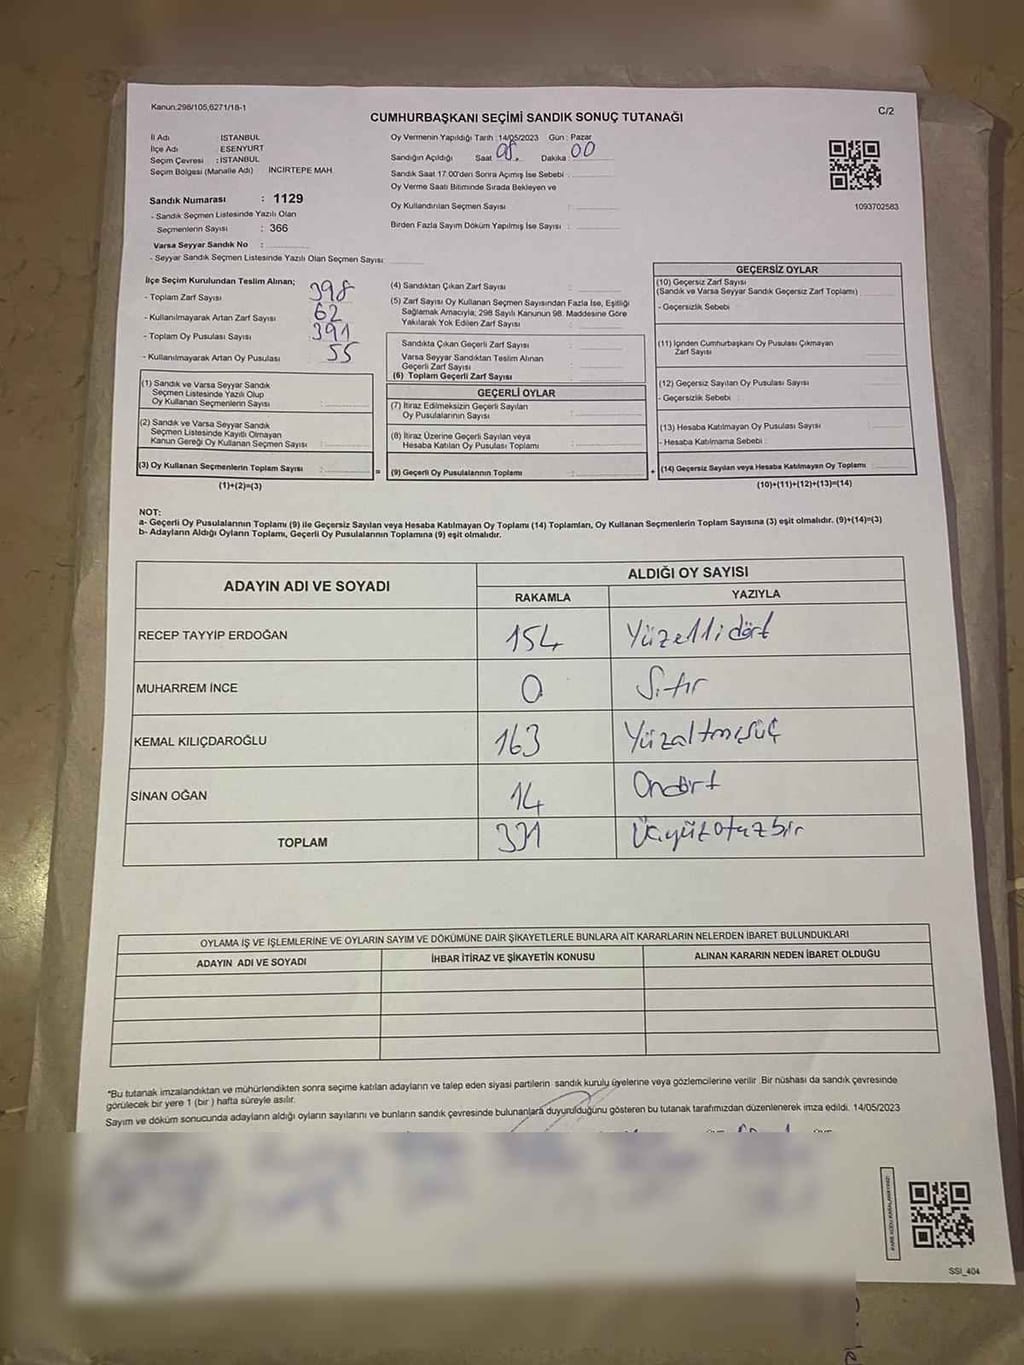 Kanun.298/105,6271/18-1
C/2
CUMHURBAŞKANI SEÇİMİ SANDIK SONUÇ TUTANAĞI
İl Adı : İSTANBUL
İlçe Adı : ESENYURT
Seçim Çevresi : İSTANBUL
Seçim Bölgesi (Mahalle Adı) İNCİRTEPE MAH.
Oy Vermenin Yapıldığı Tarih : 14/05/2023 Gün : Pazar
Sandığın Açıldığı Saat 08. Dakika 00
Sandık Saat 17:00'den Sonra Açılmış İse Sebebi :
Oy Verme Saati Bitiminde Sırada Bekleyen ve
Oy Kullandırılan Seçmen Sayısı :
Birden Fazla Sayım Döküm Yapılmış İse Sayısı :
1093702583
Sandık Numarası : 1129
- Sandık Seçmen Listesinde Yazılı Olan
Seçmenlerin Sayısı : 366
Varsa Seyyar Sandık No :
- Seyyar Sandık Seçmen Listesinde Yazılı Olan Seçmen Sayısı
İlçe Seçim Kurulundan Teslim Alınan;
- Toplam Zarf Sayısı 398
- Kullanılmayarak Artan Zarf Sayısı 62
- Toplam Oy Pusulası Sayısı 391
- Kullanılmayarak Artan Oy Pusulası 55
(1) Sandık ve Varsa Seyyar Sandık
Seçmen Listesinde Yazılı Olup
Oy Kullanan Seçmenlerin Sayısı :
(2) Sandık ve Varsa Seyyar Sandık
Seçmen Listesinde Kayıtlı Olmayan
Kanun Gereği Oy Kullanan Seçmen Sayısı :
(3) Oy Kullanan Seçmenlerin Toplam Sayısı :
(1)+(2)=(3)
(4) Sandıktan Çıkan Zarf Sayısı :
(5) Zarf Sayısı Oy Kullanan Seçmen Sayısından Fazla İse, Eşitliği
Sağlamak Amacıyla, 298 Sayılı Kanunun 98. Maddesine Göre
Yakılarak Yok Edilen Zarf Sayısı :
Sandıkta Çıkan Geçerli Zarf Sayısı :
Varsa Seyyar Sandıktan Teslim Alınan
Geçerli Zarf Sayısı :
(6) Toplam Geçerli Zarf Sayısı :
GEÇERLİ OYLAR
(7) İtiraz Edilmeksizin Geçerli Sayılan
Oy Pusulalarının Sayısı :
(8) İtiraz Üzerine Geçerli Sayılan veya
Hesaba Katılan Oy Pusulası Toplamı :
= (9) Geçerli Oy Pusulalarının Toplamı :
GEÇERSİZ OYLAR
(10) Geçersiz Zarf Sayısı
(Sandık ve Varsa Seyyar Sandık Geçersiz Zarf Toplamı)
- Geçersizlik Sebebi
(11) İçinden Cumhurbaşkanı Oy Pusulası Çıkmayan
Zarf Sayısı
(12) Geçersiz Sayılan Oy Pusulası Sayısı
- Geçersizlik Sebebi :
(13) Hesaba Katılmayan Oy Pusulası Sayısı
- Hesaba Katılmama Sebebi :
+ (14) Geçersiz Sayılan veya Hesaba Katılmayan Oy Toplamı
(10)+(11)+(12)+(13)=(14)
NOT:
a- Geçerli Oy Pusulalarının Toplamı (9) ile Geçersiz Sayılan veya Hesaba Katılmayan Oy Toplamı (14) Toplamları, Oy Kullanan Seçmenlerin Toplam Sayısına (3) eşit olmalıdır. (9)+(14)=(3)
b- Adayların Aldığı Oyların Toplamı, Geçerli Oy Pusulalarının Toplamına (9) eşit olmalıdır.
ADAYIN ADI VE SOYADI
ALDIĞI OY SAYISI
RAKAMLA YAZIYLA
RECEP TAYYİP ERDOĞAN 154 Yüzellidört
MUHARREM İNCE 0 Sıfır
KEMAL KILIÇDAROĞLU 163 Yüzaltmışüç
SİNAN OĞAN 14 Ondört
TOPLAM 331 Üçyüzotuzbir
OYLAMA İŞ VE İŞLEMLERİNE VE OYLARIN SAYIM VE DÖKÜMÜNE DAİR ŞİKAYETLERLE BUNLARA AİT KARARLARIN NELERDEN İBARET BULUNDUKLARI
ADAYIN ADI VE SOYADI İHBAR İTİRAZ VE ŞİKAYETİN KONUSU ALINAN KARARIN NEDEN İBARET OLDUĞU
"Bu tutanak imzalandıktan ve mühürlendikten sonra seçime katılan adayların ve talep eden siyasi partilerin sandık kurulu üyelerine veya gözlemcilerine verilir. Bir nüshası da sandık çevresinde
görülecek bir yere 1 (bir) hafta süreyle asılır.
Sayım ve döküm sonucunda adayların aldığı oyların sayılarını ve bunların sandık çevresinde bulunanlara duyurulduğunu gösteren bu tutanak tarafımızdan düzenlenerek imza edildi. 14/05/2023
SSI_404